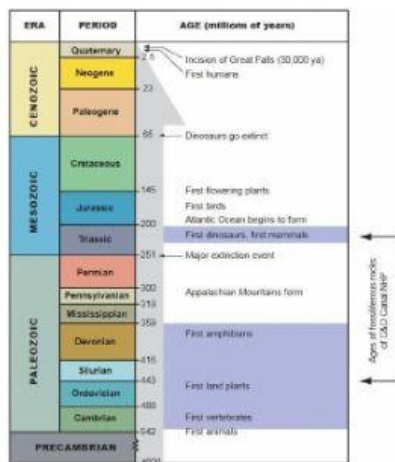 ERA PERIOD AGE (millions of years)
CENOZOIC
Quaternary
Incision of Great Falls (30,000 ya)
2.5
First humans
Neogene
23
Paleogene
65
Dinosaurs go extinct
MESOZOIC
Cretaceous
145
First flowering plants
Jurassic
First birds
Atlantic Ocean begins to form
200
Triassic
First dinosaurs, first mammals
251
Major extinction event
PALEOZOIC
Permian
300
Pennsylvanian
Appalachian Mountains form
318
Mississippian
359
Devonian
First amphibians
416
Silurian
443
First land plants
Ordovician
488
Cambrian
First vertebrates
542
First animals
PRECAMBRIAN
Ages of fossiliferous rocks
of C&O Canal NHP